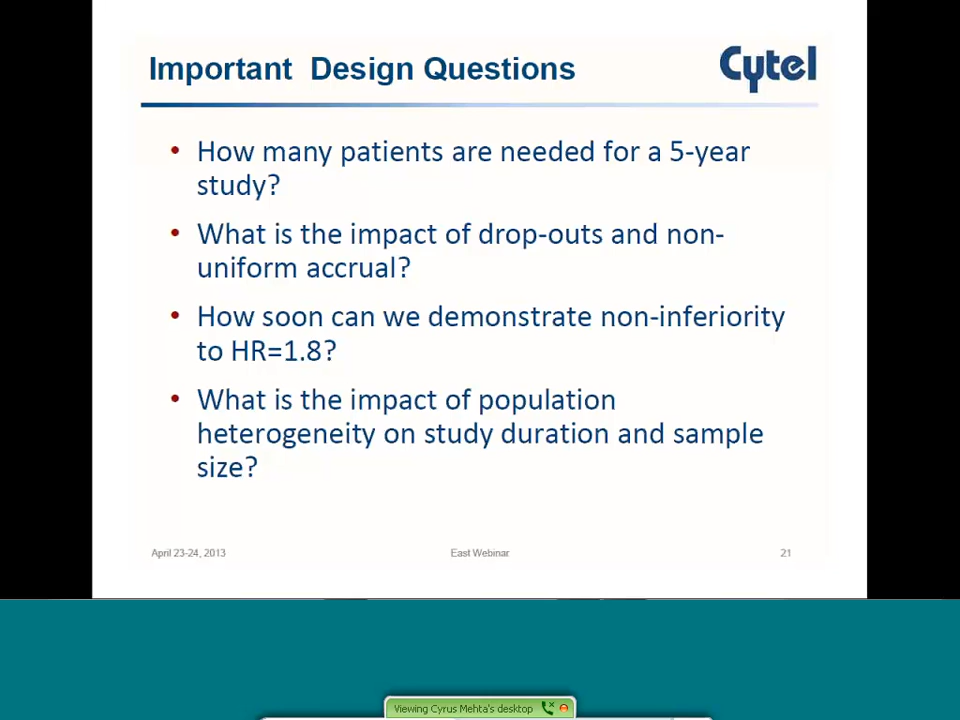 Important Design Questions
Cytel
• How many patients are needed for a 5-year
study?
• What is the impact of drop-outs and non-
uniform accrual?
• How soon can we demonstrate non-inferiority
to HR=1.8?
• What is the impact of population
heterogeneity on study duration and sample
size?
April 23-24, 2013
East Webinar
21
Viewing Cyrus Mehta's desktop